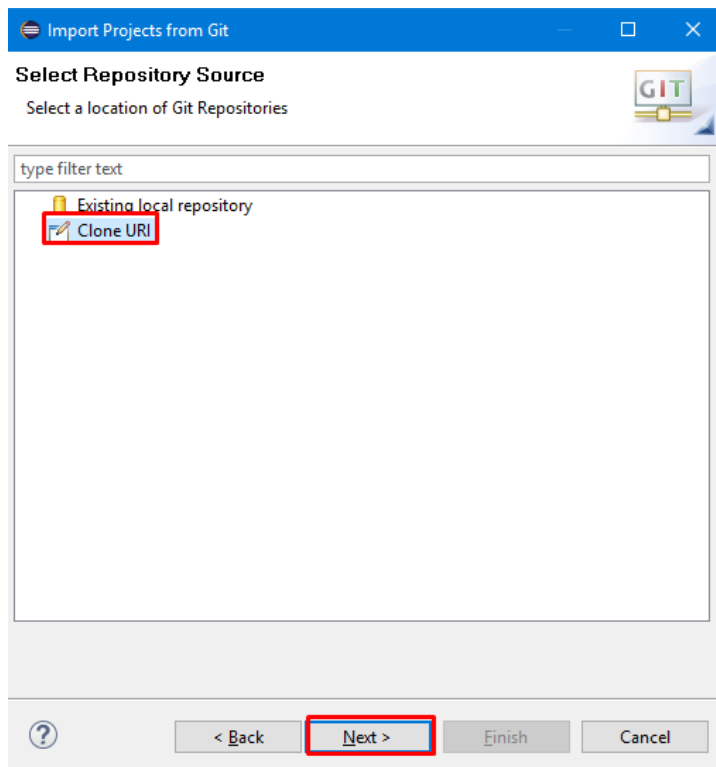 Import Projects from Git
Select Repository Source
Select a location of Git Repositories
GIT
type filter text
Existing local repository
Clone URI
?
< Back
Next >
Finish
Cancel